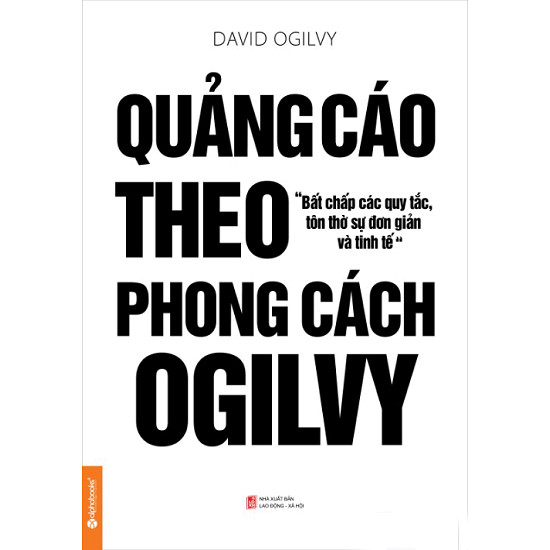 DAVID OGILVY
QUẢNG CÁO
THEO
“Bất chấp các quy tắc,
tôn thờ sự đơn giản
và tinh tế“
PHONG CÁCH
OGILVY
alphabooks
NHÀ XUẤT BẢN
LAO ĐỘNG - XÃ HỘI